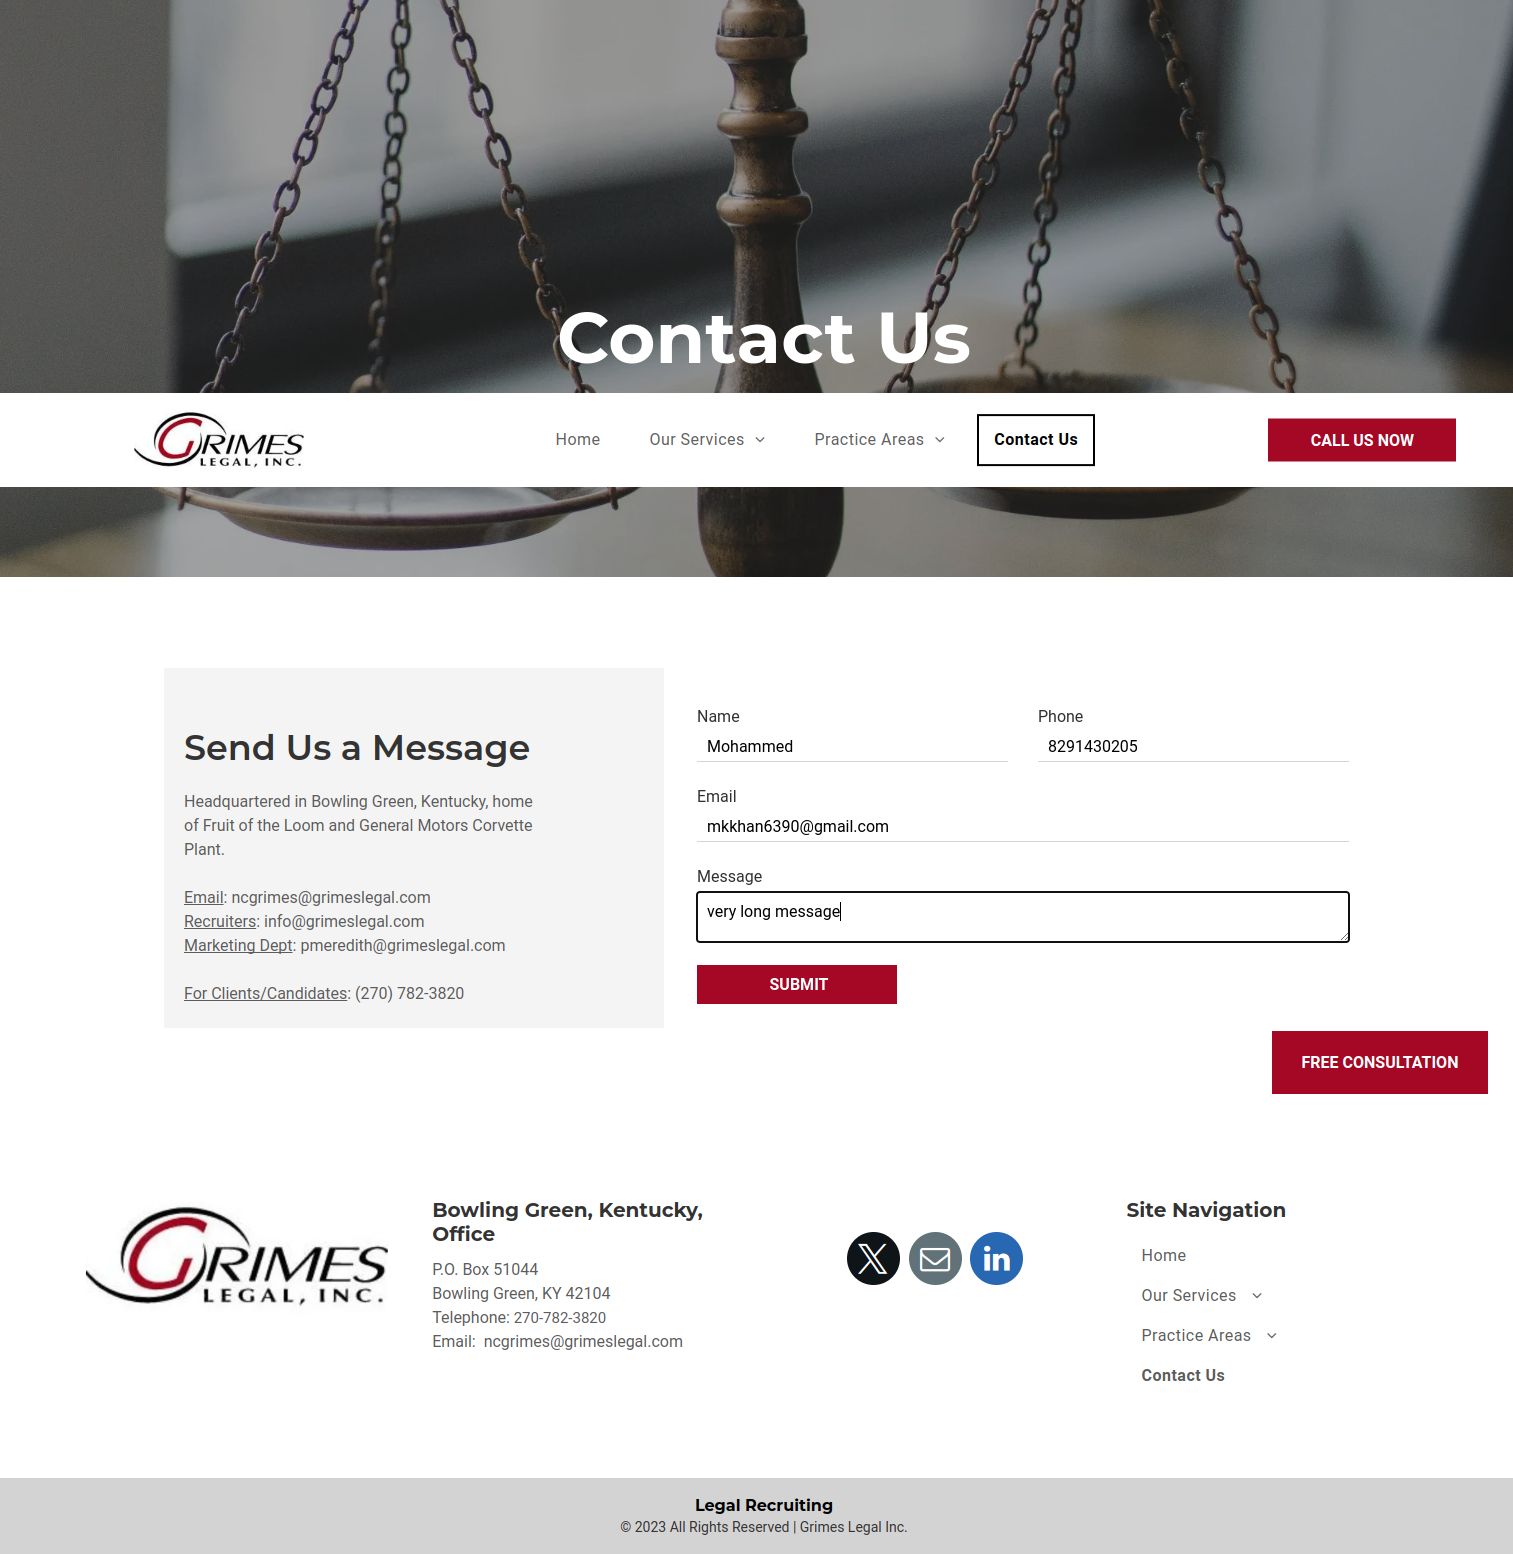 Contact Us
GRIMES
LEGAL, INC.
Home
Our Services
Practice Areas
Contact Us
CALL US NOW
Send Us a Message
Headquartered in Bowling Green, Kentucky, home
of Fruit of the Loom and General Motors Corvette
Plant.
Email: ncgrimes@grimeslegal.com
Recruiters: info@grimeslegal.com
Marketing Dept: pmeredith@grimeslegal.com
For Clients/Candidates: (270) 782-3820
Name
Mohammed
Phone
8291430205
Email
mkkhan6390@gmail.com
Message
very long message
SUBMIT
FREE CONSULTATION
GRIMES
LEGAL, INC.
Bowling Green, Kentucky,
Office
P.O. Box 51044
Bowling Green, KY 42104
Telephone: 270-782-3820
Email:  ncgrimes@grimeslegal.com
in
Site Navigation
Home
Our Services
Practice Areas
Contact Us
Legal Recruiting
© 2023 All Rights Reserved | Grimes Legal Inc.